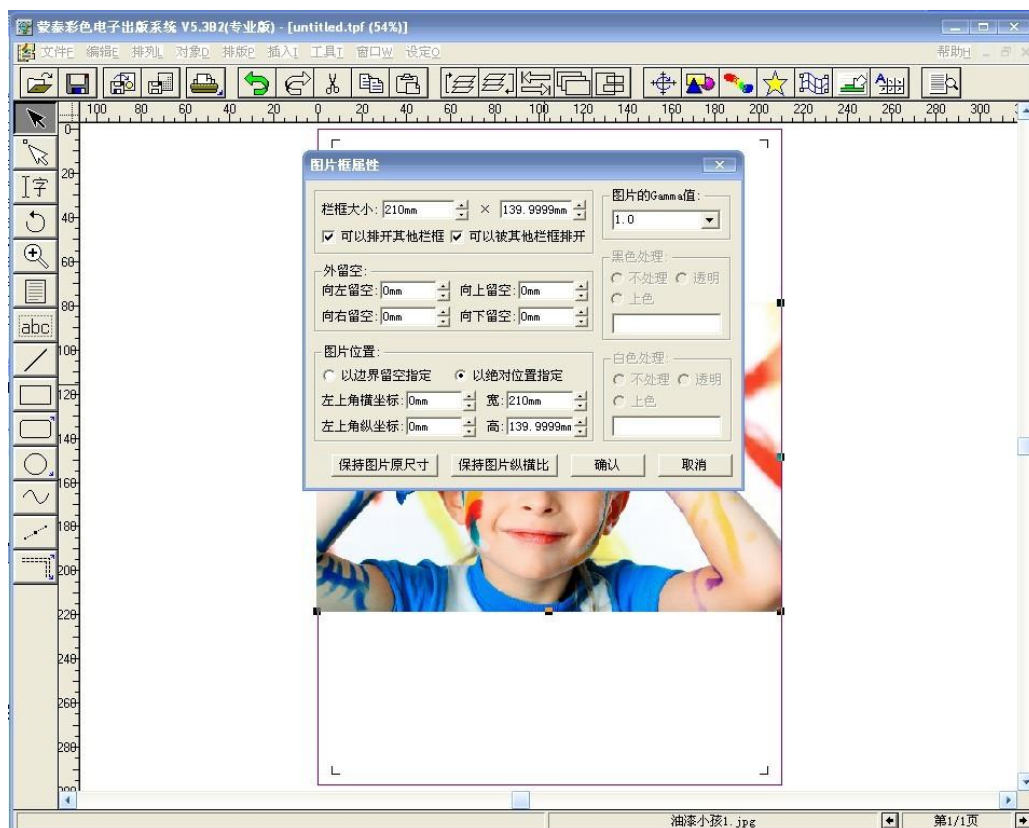 蒙泰彩色电子出版系统 V5.3B2(专业版) - [untitled.tpf (54%)]
文件F 编辑E 排列L 对象D 排版P 插入I 工具T 窗口W 设定O 帮助H
100 80 60 40 20 0 20 40 60 80 100 120 140 160 180 200 220 240 260 280 300
字
abc
0
20
40
60
80
100
120
140
160
180
200
220
240
260
280
图片框属性
栏框大小: 210mm × 139.9999mm
可以排开其他栏框 可以被其他栏框排开
外留空:
向左留空: 0mm 向上留空: 0mm
向右留空: 0mm 向下留空: 0mm
图片位置:
以边界留空指定 以绝对位置指定
左上角横坐标: 0mm 宽: 210mm
左上角纵坐标: 0mm 高: 139.9999mm
图片的Gamma值:
1.0
黑色处理:
不处理 透明
上色
白色处理:
不处理 透明
上色
保持图片原尺寸 保持图片纵横比 确认 取消
油漆小孩1.jpg 第1/1页